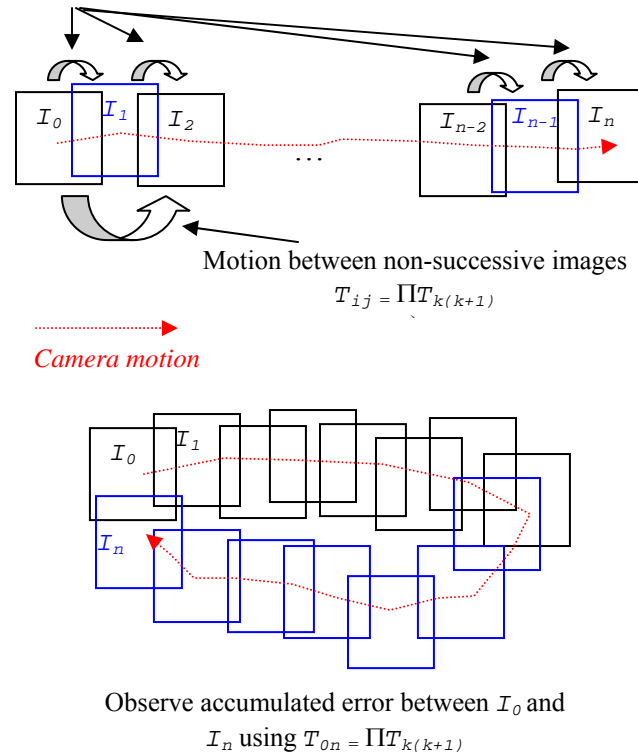 I₀ I₁ I₂ ... Iₙ₋₂ Iₙ₋₁ Iₙ
Motion between non-successive images
Tᵢⱼ = ΠTₖ₍ₖ₊₁₎
Camera motion
I₀ I₁
Iₙ
Observe accumulated error between I₀ and
Iₙ using T₀ₙ = ΠTₖ₍ₖ₊₁₎